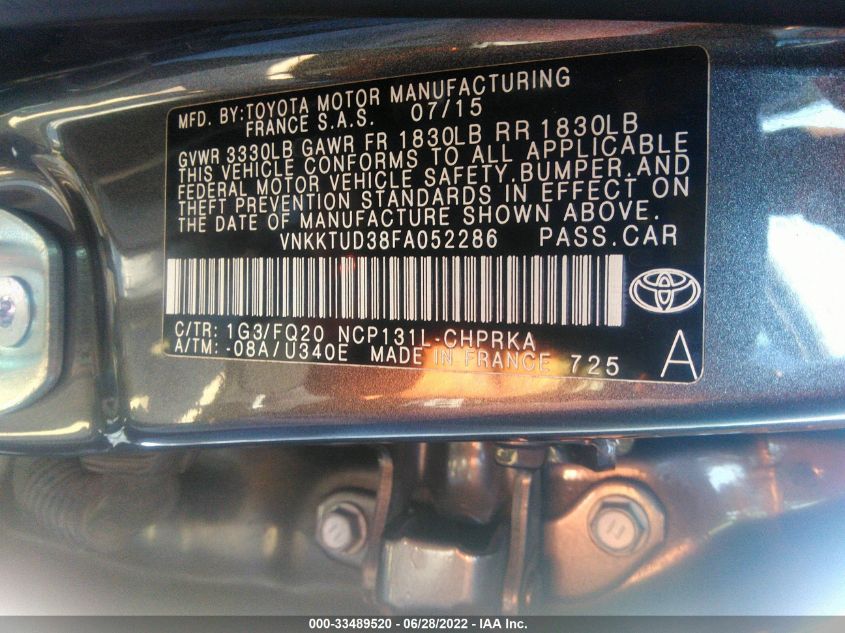 MFD. BY:TOYOTA MOTOR MANUFACTURING
FRANCE S.A.S. 07/15
GVWR 3330LB GAWR FR 1830LB RR 1830LB
THIS VEHICLE CONFORMS TO ALL APPLICABLE
FEDERAL MOTOR VEHICLE SAFETY,BUMPER,AND
THEFT PREVENTION STANDARDS IN EFFECT ON
THE DATE OF MANUFACTURE SHOWN ABOVE.
VNKKTUD38FA052286 PASS.CAR
C/TR: 1G3/FQ20 NCP131L-CHPRKA
A/TM: -08A/U340E MADE IN FRANCE 725
A
000-33489520 - 06/28/2022 - IAA Inc.